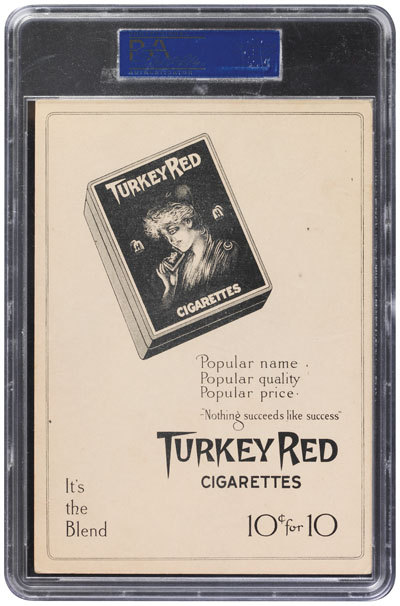 PSA
TURKEY RED
CIGARETTES
Popular name.
Popular quality
Popular price.
"Nothing succeeds like success"
TURKEY RED
CIGARETTES
It's
the
Blend
10¢ for 10